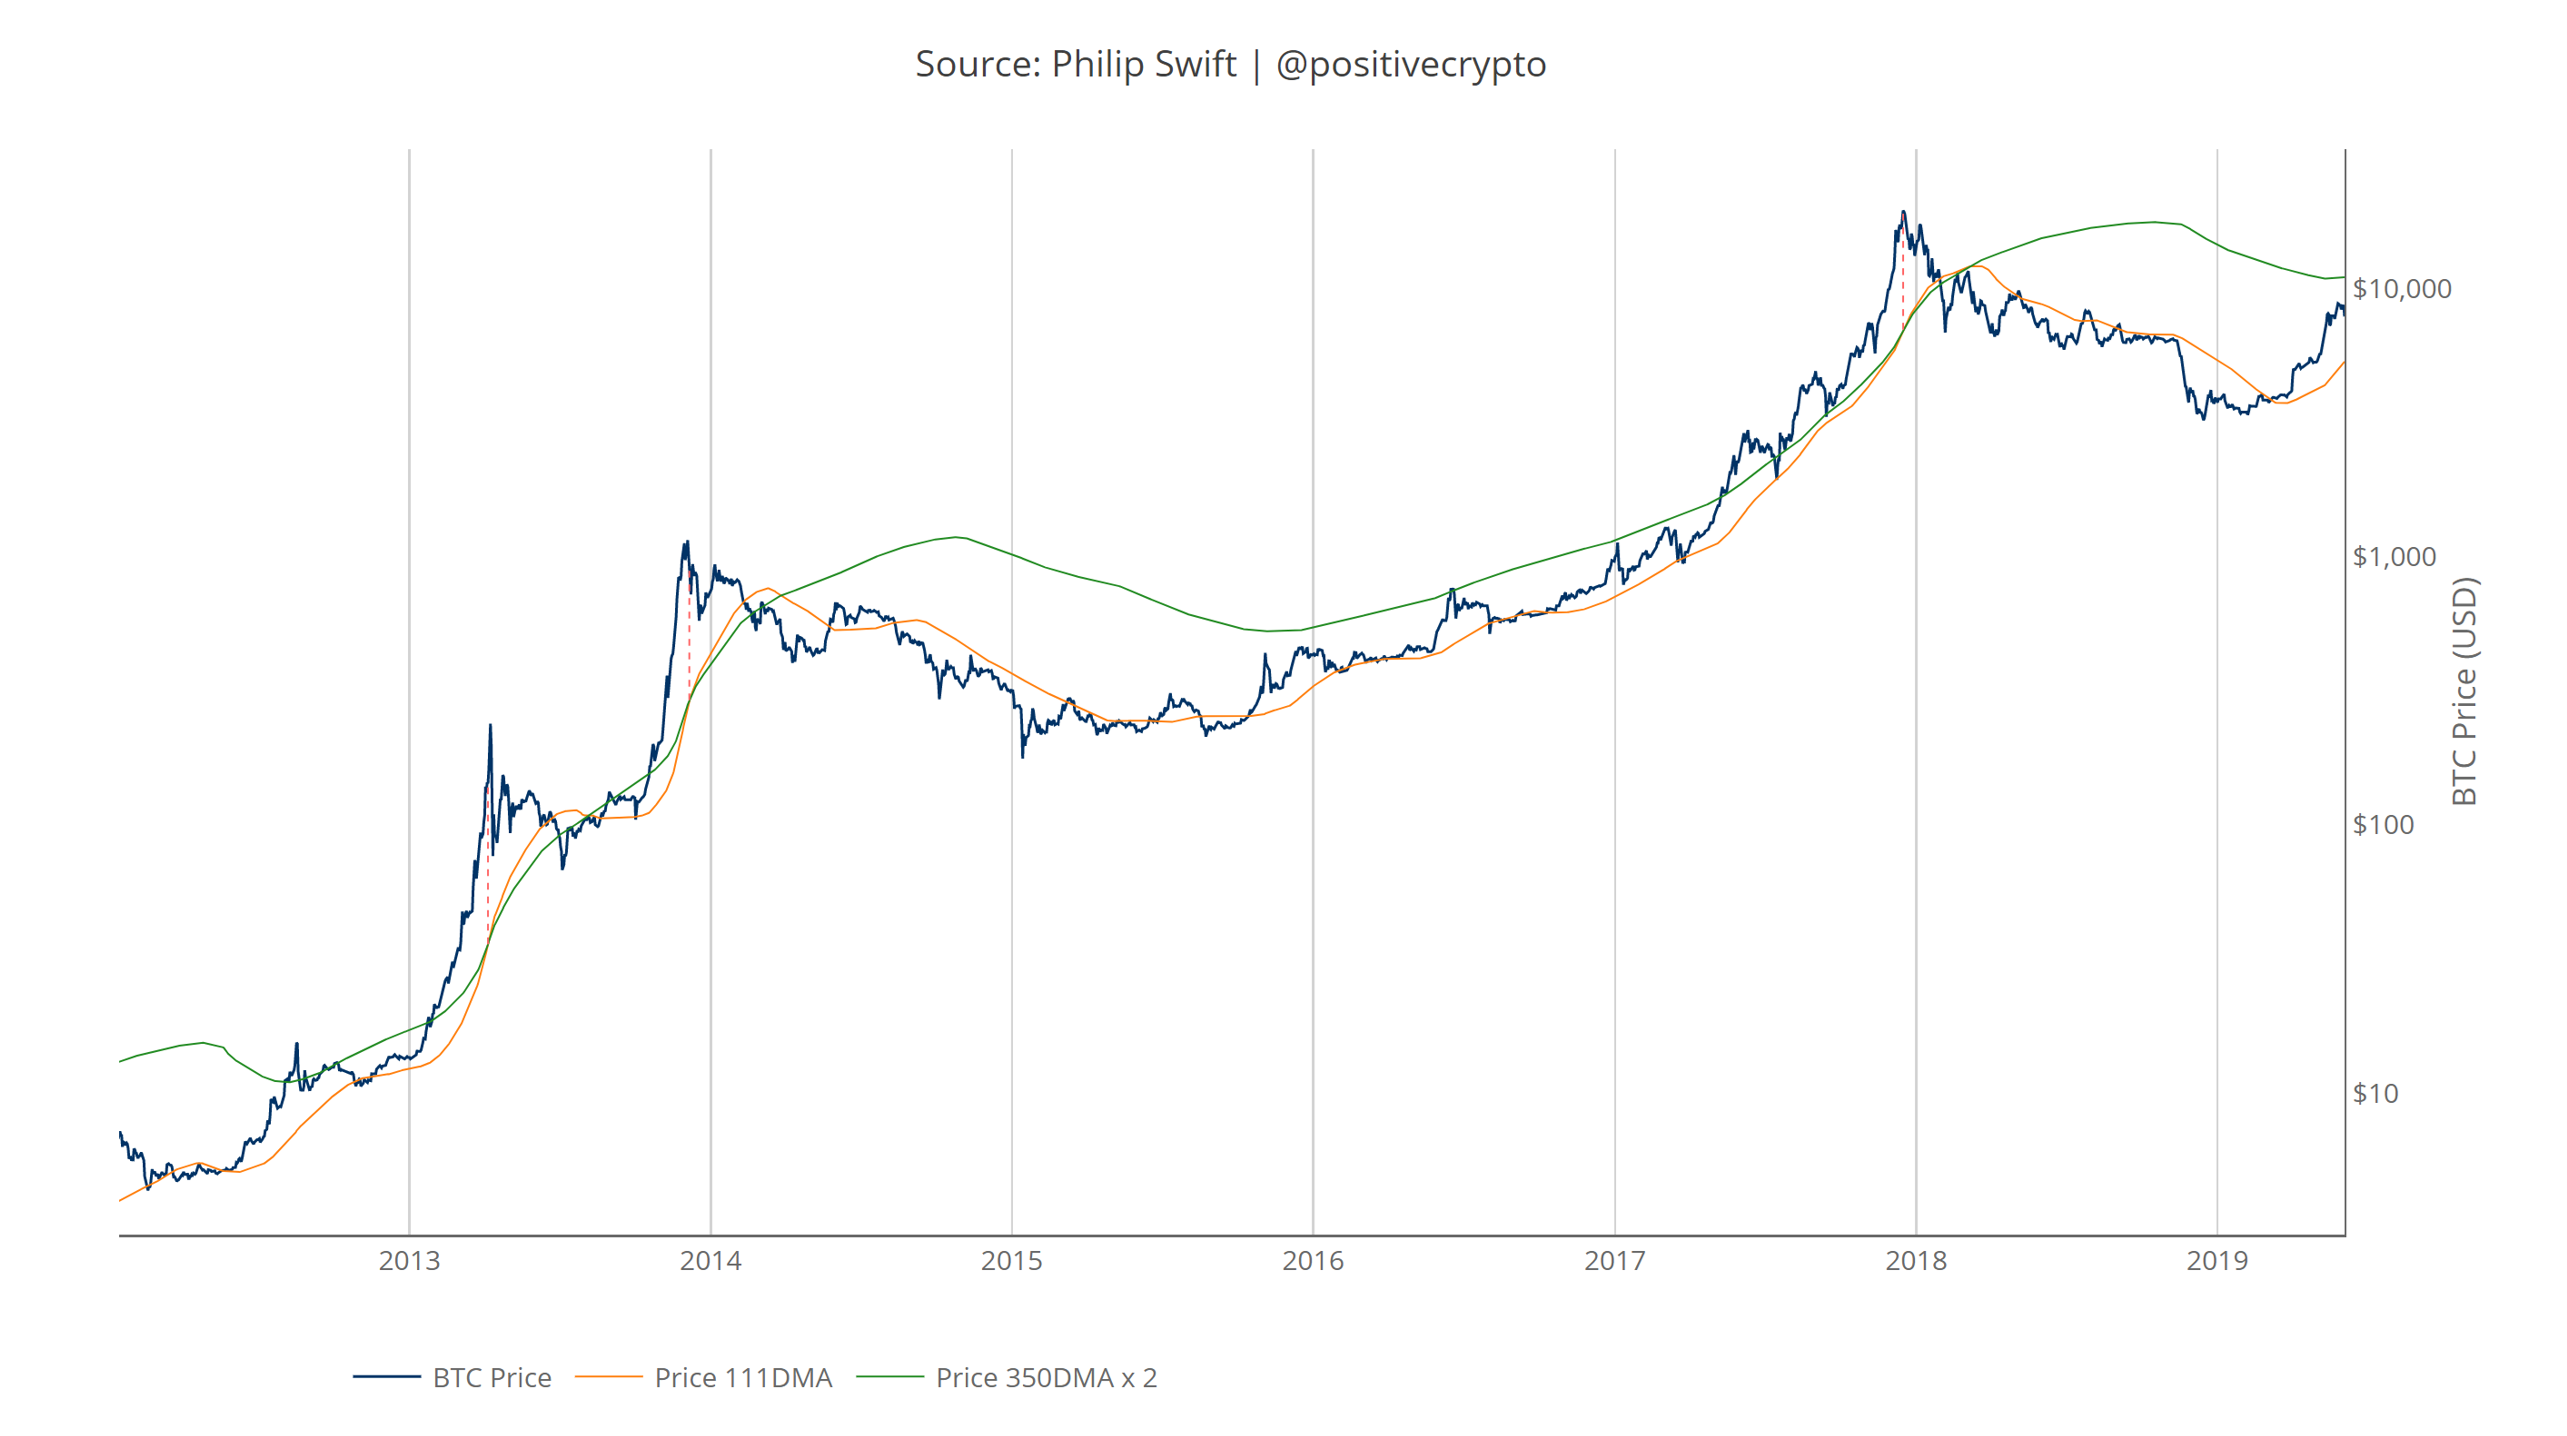 Source: Philip Swift | @positivecrypto
$10,000
$1,000
$100
$10
BTC Price (USD)
2013 2014 2015 2016 2017 2018 2019
BTC Price Price 111DMA Price 350DMA x 2